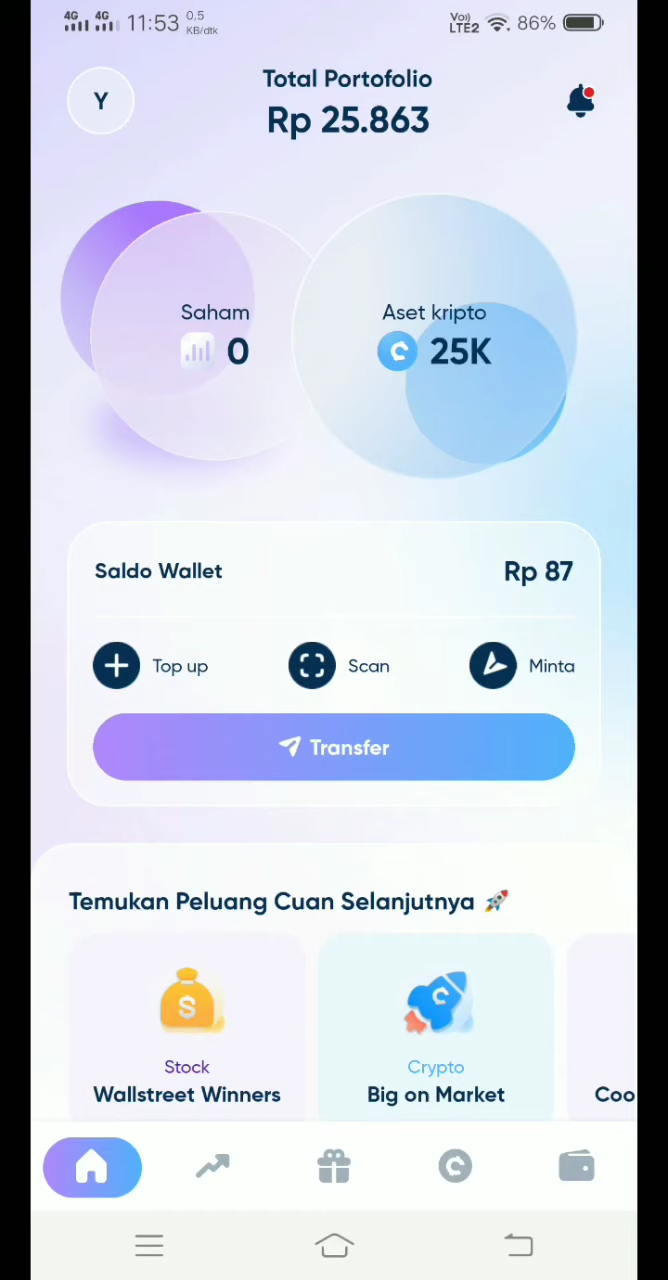 4G 4G 11:53 0,5 KB/dtk Vo)) LTE2 86%
Y
Total Portofolio
Rp 25.863
Saham
0
Aset kripto
25K
Saldo Wallet
Rp 87
Top up
Scan
Minta
Transfer
Temukan Peluang Cuan Selanjutnya 🚀
Stock
Wallstreet Winners
Crypto
Big on Market
Coo